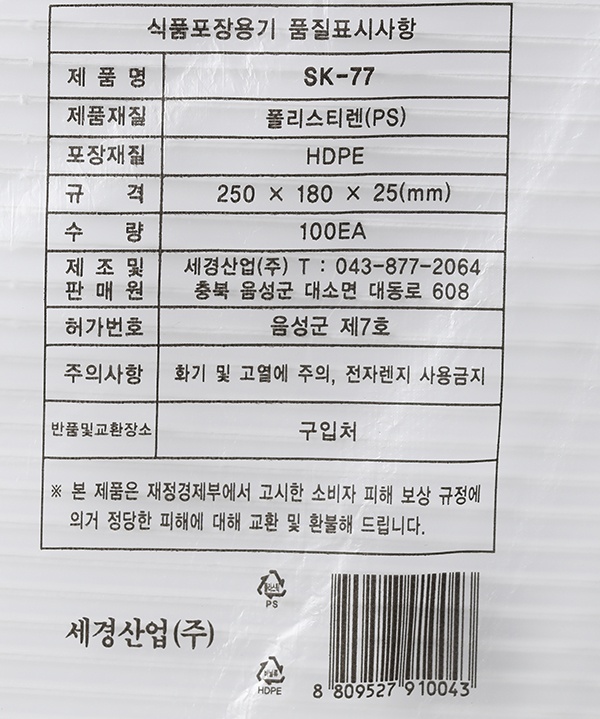 식품포장용기 품질표시사항
제 품 명 SK-77
제품재질 폴리스티렌(PS)
포장재질 HDPE
규 격 250 × 180 × 25(mm)
수 량 100EA
제 조 및 세경산업(주) T : 043-877-2064
판 매 원 충북 음성군 대소면 대동로 608
허가번호 음성군 제7호
주의사항 화기 및 고열에 주의, 전자렌지 사용금지
반품및교환장소 구입처
※ 본 제품은 재정경제부에서 고시한 소비자 피해 보상 규정에
의거 정당한 피해에 대해 교환 및 환불해 드립니다.
PS
세경산업(주)
HDPE
8 809527 910043